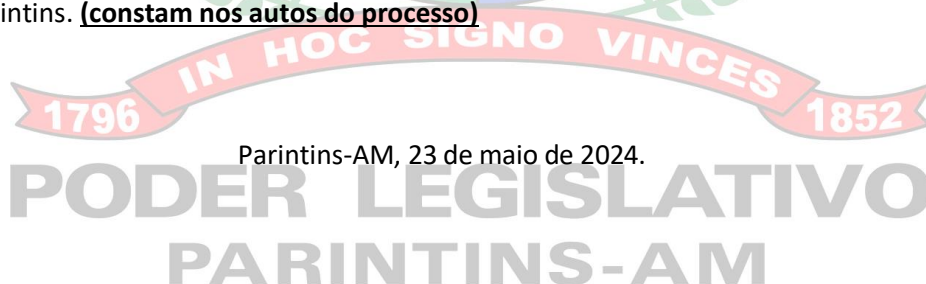 intins. (constam nos autos do processo)
IN HOC SIGNO VINCES
1796
1852
Parintins-AM, 23 de maio de 2024.
PODER LEGISLATIVO
PARINTINS-AM